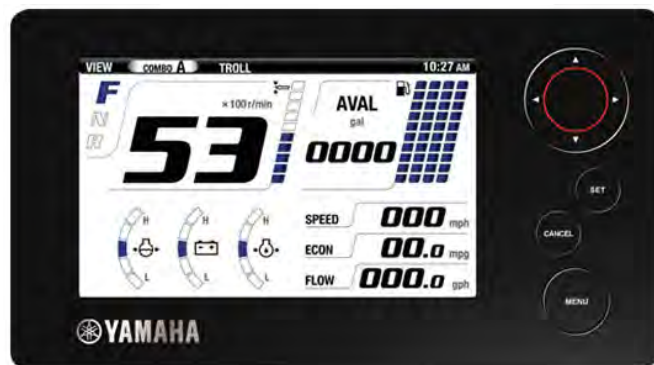 VIEW COMBO A TROLL 10:27 AM
F
N
R
×100 r/min
53
AVAL
gal
0000
H H H
L L L
SPEED 000 mph
ECON 00.0 mpg
FLOW 000.0 gph
SET
CANCEL
MENU
YAMAHA